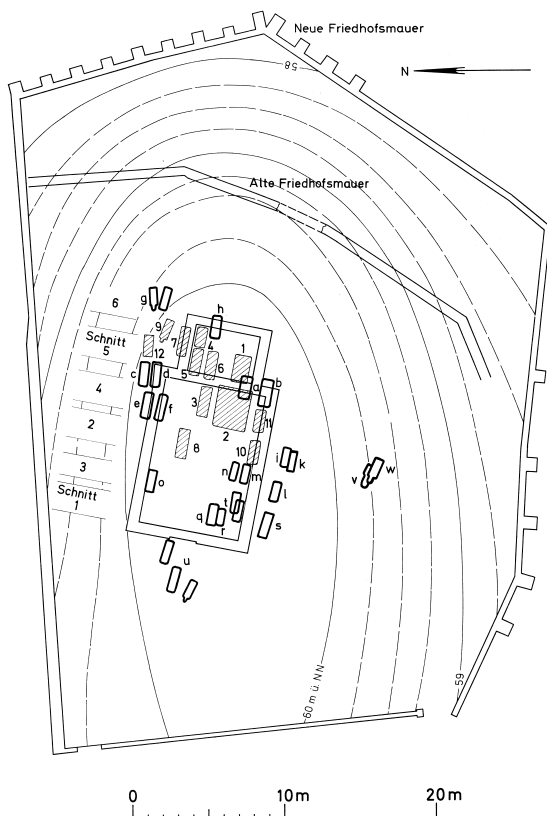 Neue Friedhofsmauer
58
N
Alte Friedhofsmauer
g
h
6
9
7
4
1
Schnitt
5
12
5
6
c
d
a
b
4
e
f
3
2
11
2
8
10
i
k
w
3
n
m
v
Schnitt
1
o
l
t
q
r
s
u
60 m ü. NN
59
0
10 m
20 m